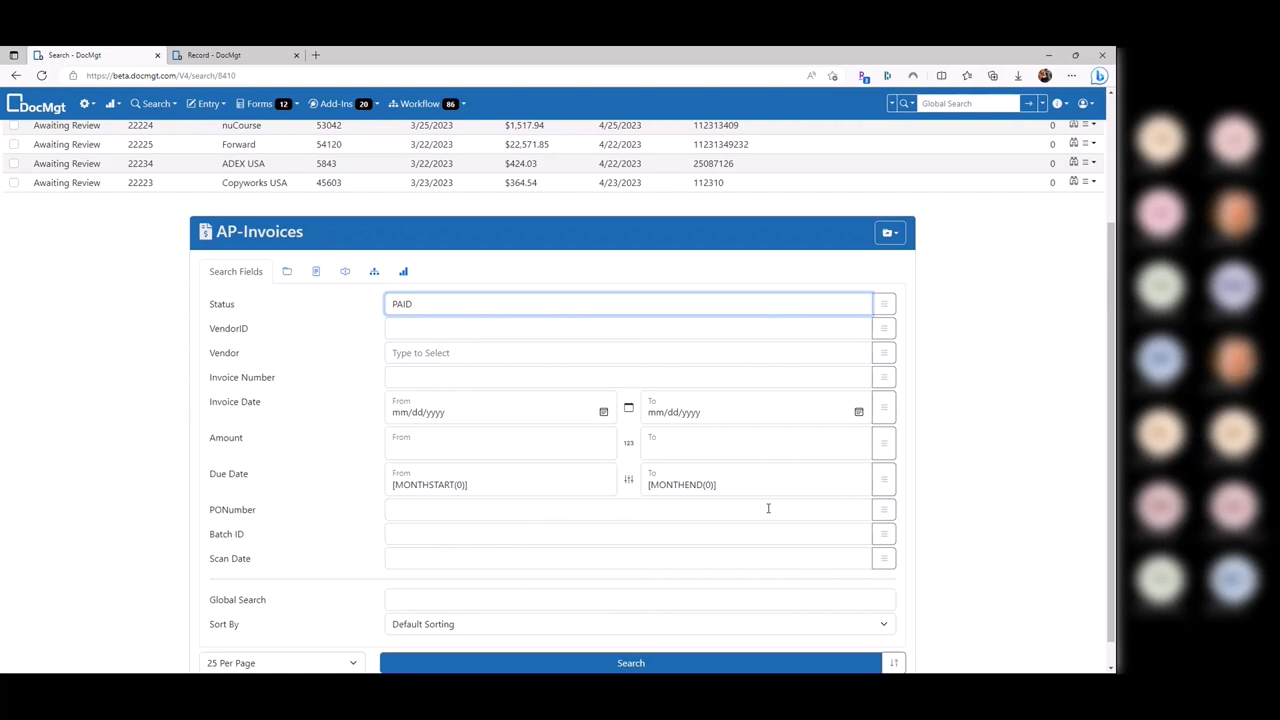 Search - DocMgt
Record - DocMgt
https://beta.docmgt.com/V4/search/8410
DocMgt Search Entry Forms 12 Add-Ins 20 Workflow 86 Global Search
Awaiting Review 22224 nuCourse 53042 3/25/2023 $1,517.94 4/25/2023 112313409 0
Awaiting Review 22225 Forward 54120 3/22/2023 $22,571.85 4/22/2023 11231349232 0
Awaiting Review 22234 ADEX USA 5843 3/22/2023 $424.03 4/22/2023 25087126 0
Awaiting Review 22223 Copyworks USA 45603 3/23/2023 $364.54 4/23/2023 112310 0
AP-Invoices
Search Fields
Status PAID
VendorID
Vendor Type to Select
Invoice Number
Invoice Date From mm/dd/yyyy To mm/dd/yyyy
Amount From 123 To
Due Date From [MONTHSTART(0)] To [MONTHEND(0)]
PONumber
Batch ID
Scan Date
Global Search
Sort By Default Sorting
25 Per Page Search